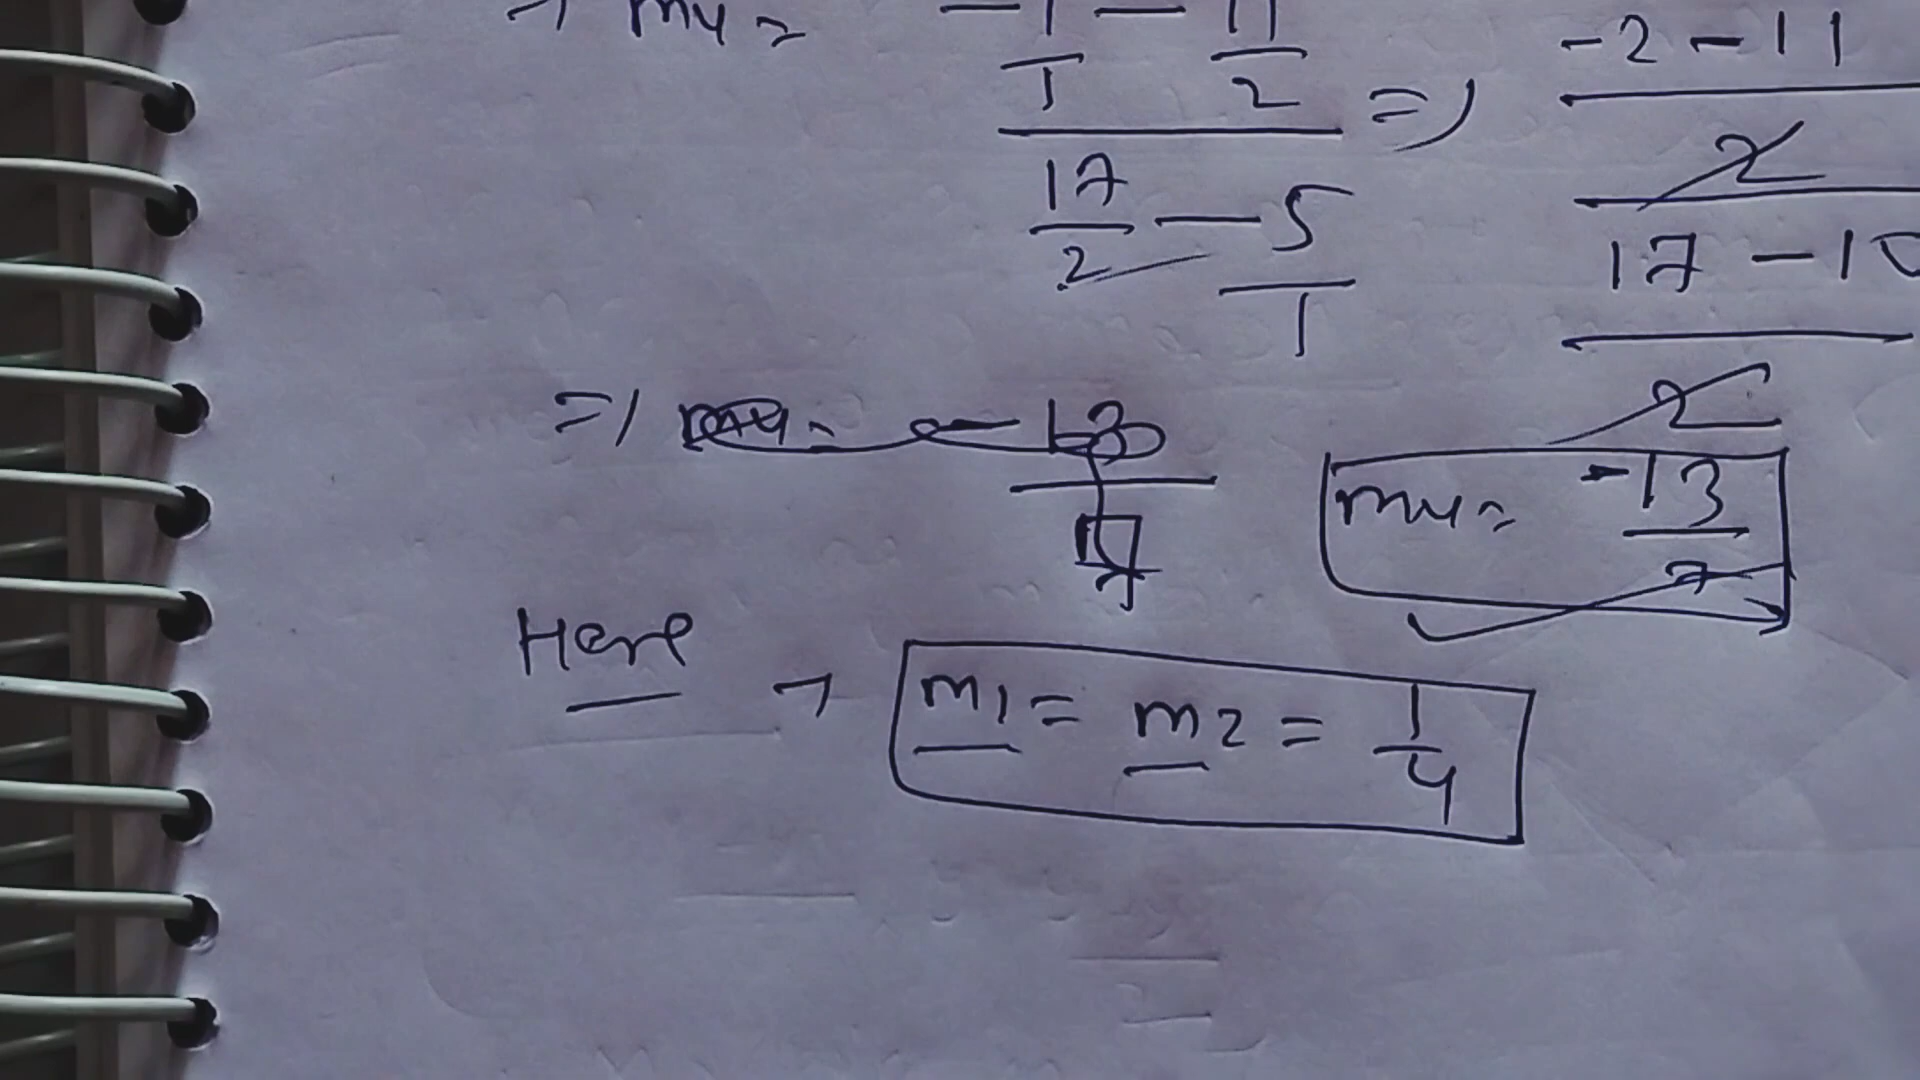 → m4 = (-1/1 - 11/2) / (17/2 - 5/1) => ((-2-11)/2) / ((17-10)/2)
=> -13/7
m4 = -13/7
Here → m1 = m2 = 1/4